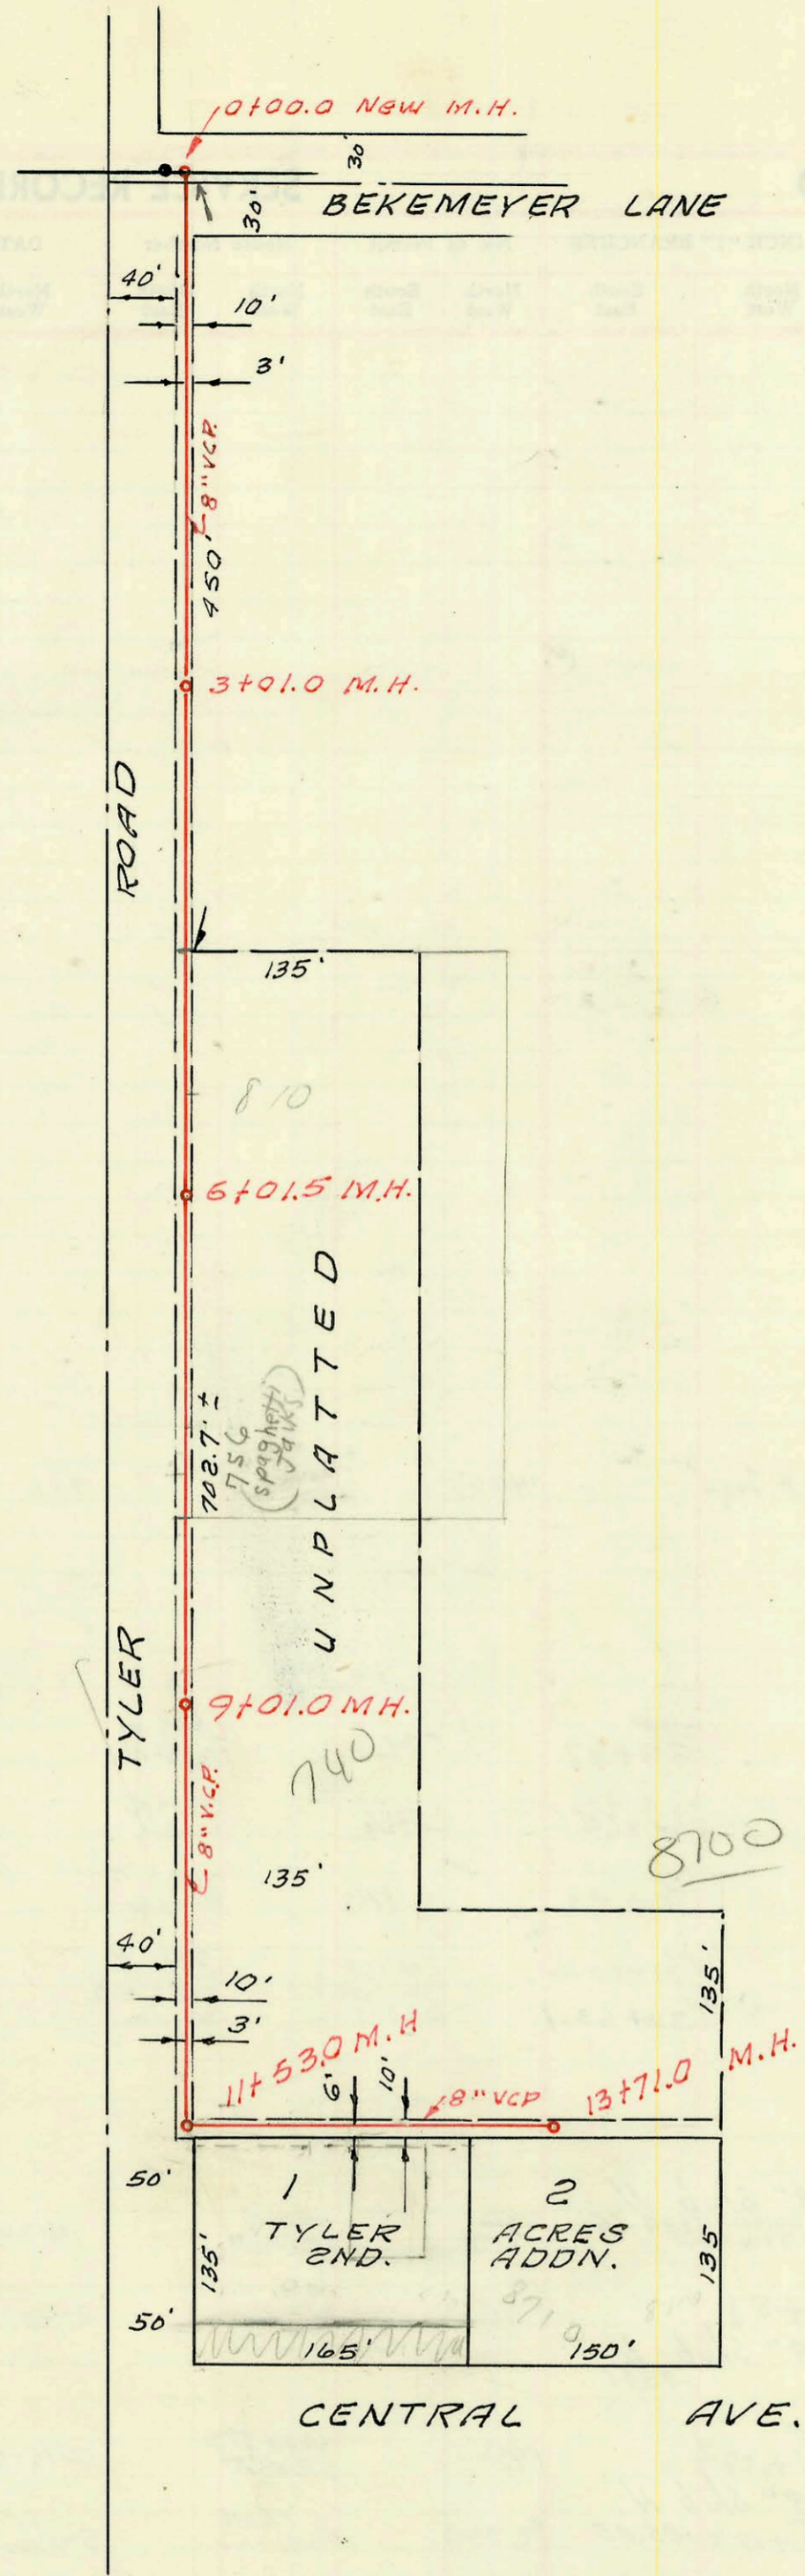 0+00.0 New M.H.
30'
BEKEMEYER LANE
30'
40'
10'
3'
8" VCP.
450'
3+01.0 M.H.
ROAD
135'
810
6+01.5 M.H.
UNPLATTED
702.7' ±
756
(spaghetti
Jacks)
9+01.0 M.H.
TYLER
740
8" V.C.P.
8700
135'
40'
135'
10'
3'
11+53.0 M.H
6'
10'
8" VCP
13+71.0 M.H.
50'
1
2
TYLER
2ND.
ACRES
ADDN.
135'
135
50'
165'
150'
CENTRAL AVE.